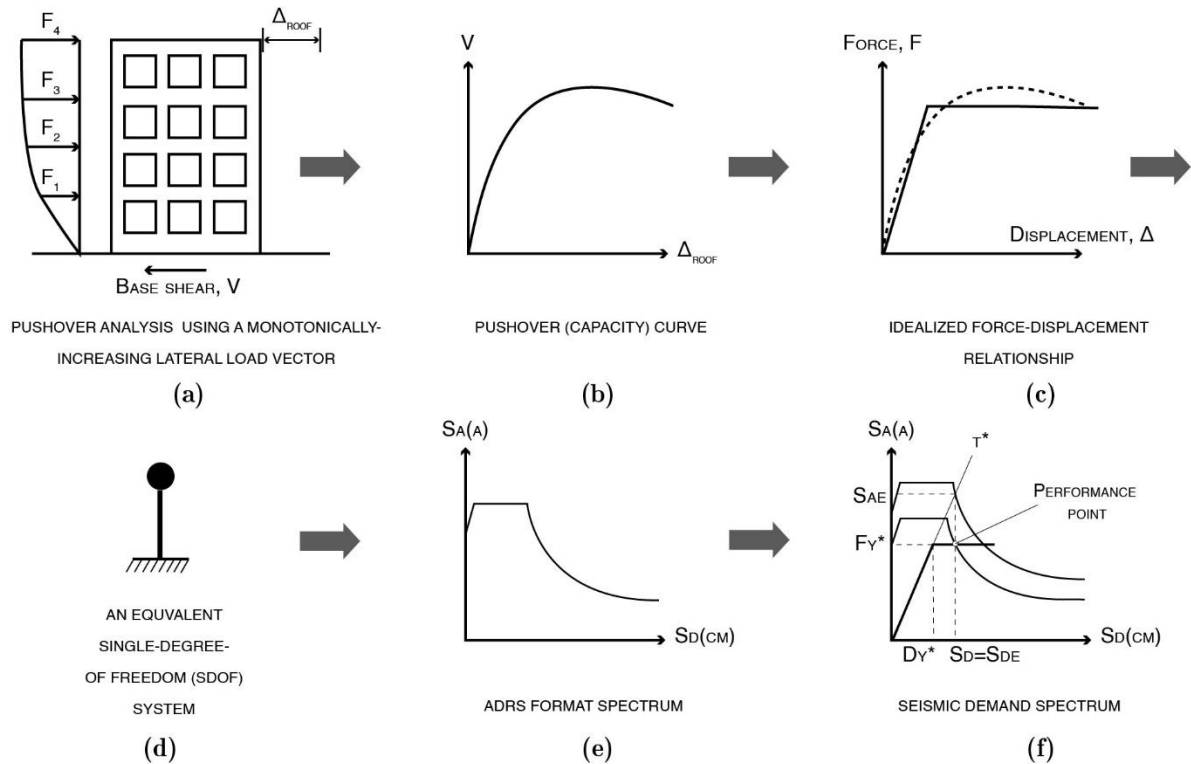 F4
F3
F2
F1
ΔROOF
BASE SHEAR, V
PUSHOVER ANALYSIS USING A MONOTONICALLY-
INCREASING LATERAL LOAD VECTOR
(a)
V
ΔROOF
PUSHOVER (CAPACITY) CURVE
(b)
FORCE, F
DISPLACEMENT, Δ
IDEALIZED FORCE-DISPLACEMENT
RELATIONSHIP
(c)
AN EQUVALENT
SINGLE-DEGREE-
OF FREEDOM (SDOF)
SYSTEM
(d)
SA(A)
SD(CM)
ADRS FORMAT SPECTRUM
(e)
SA(A)
T*
SAE
PERFORMANCE
POINT
FY*
SD(CM)
DY* SD=SDE
SEISMIC DEMAND SPECTRUM
(f)